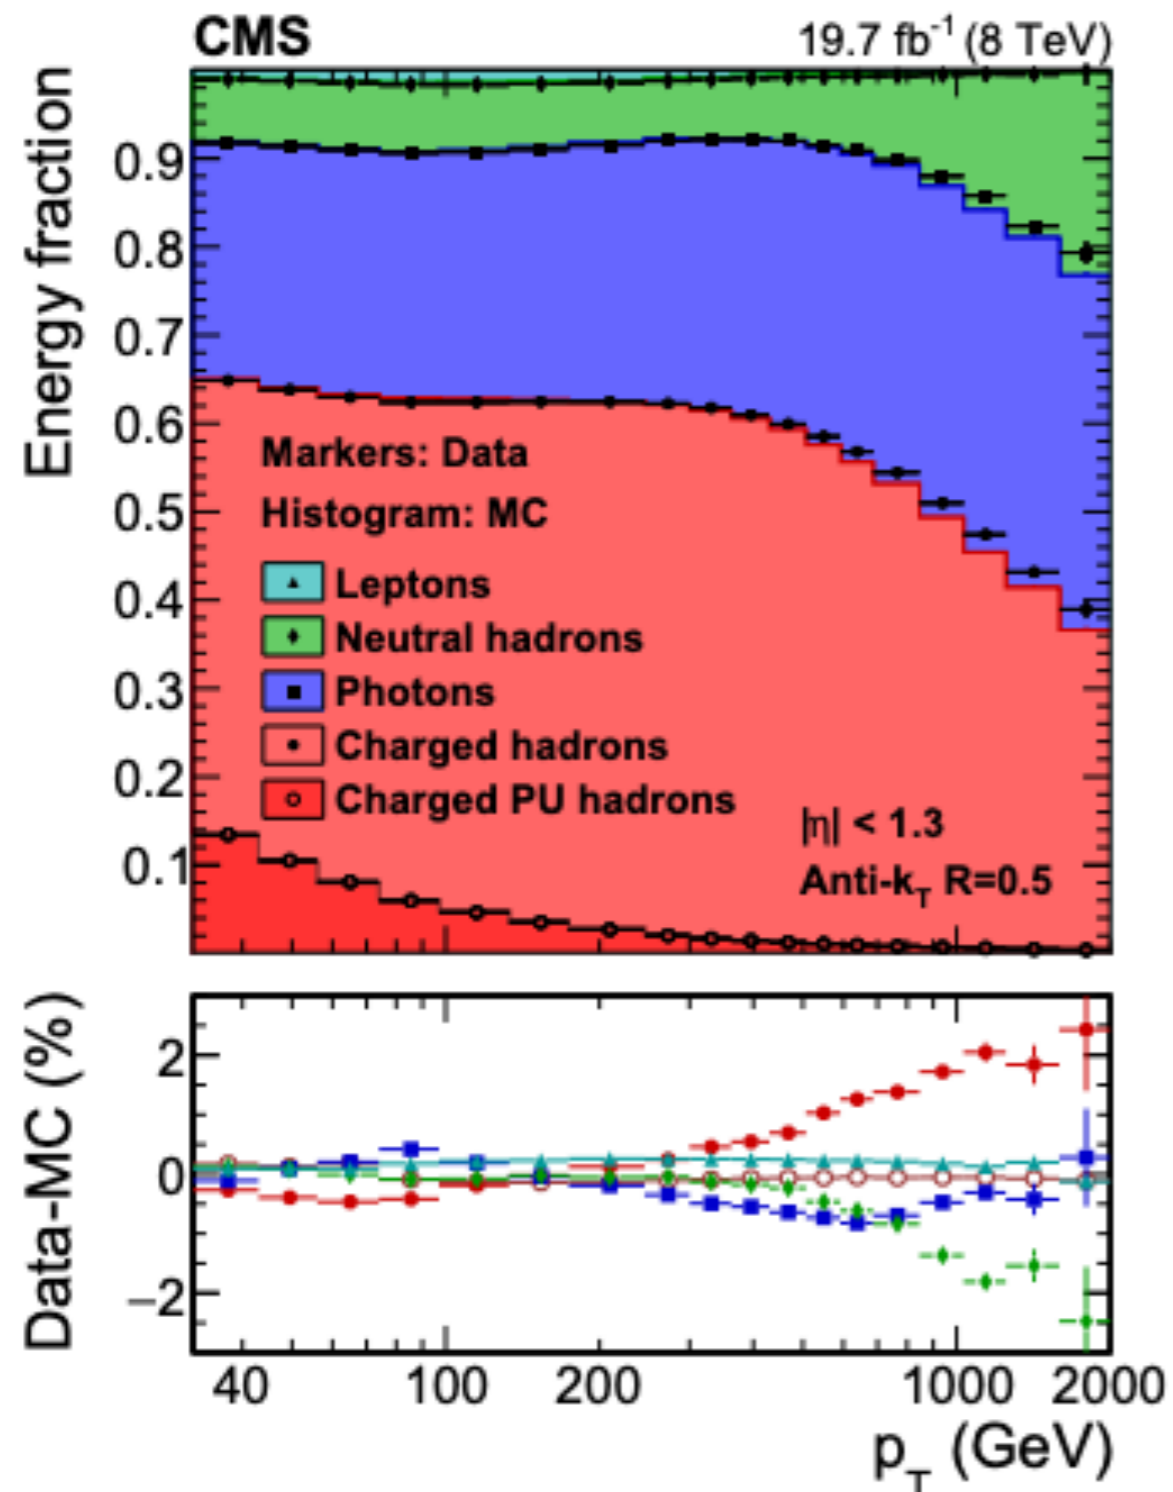 CMS 19.7 fb⁻¹ (8 TeV)
Energy fraction
0.9
0.8
0.7
0.6
0.5
0.4
0.3
0.2
0.1
Markers: Data
Histogram: MC
Leptons
Neutral hadrons
Photons
Charged hadrons
Charged PU hadrons
|η| < 1.3
Anti-k_T R=0.5
Data-MC (%)
2
0
−2
40 100 200 1000 2000
p_T (GeV)